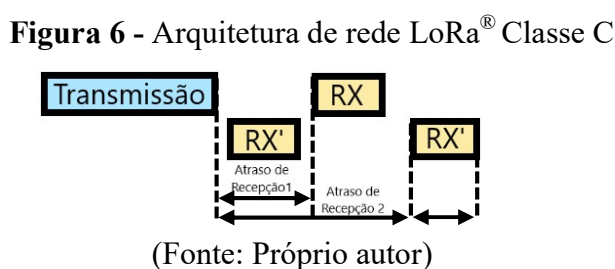 Figura 6 - Arquitetura de rede LoRa® Classe C
Transmissão
RX
RX'
RX'
Atraso de
Recepção1
Atraso de
Recepção 2
(Fonte: Próprio autor)